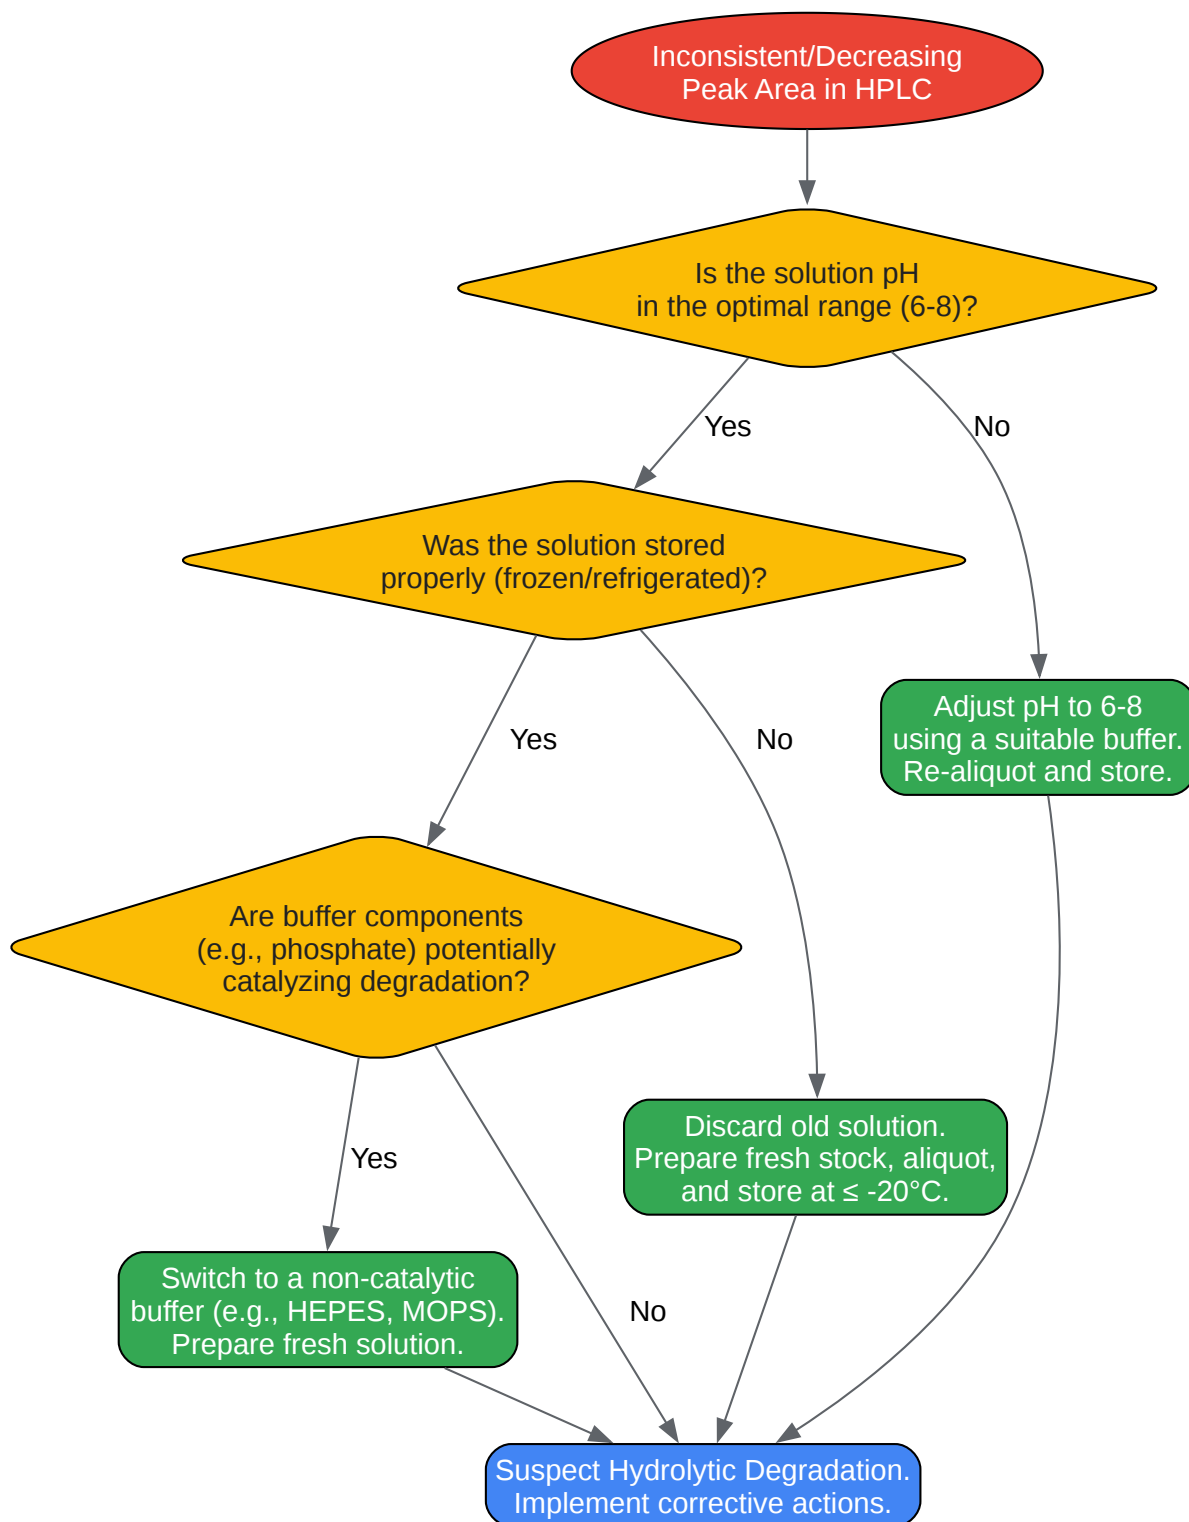 Inconsistent/Decreasing
Peak Area in HPLC
Is the solution pH
in the optimal range (6-8)?
Yes
No
Was the solution stored
properly (frozen/refrigerated)?
Yes
No
Adjust pH to 6-8
using a suitable buffer.
Re-aliquot and store.
Are buffer components
(e.g., phosphate) potentially
catalyzing degradation?
Yes
No
Discard old solution.
Prepare fresh stock, aliquot,
and store at ≤ -20°C.
Switch to a non-catalytic
buffer (e.g., HEPES, MOPS).
Prepare fresh solution.
Suspect Hydrolytic Degradation.
Implement corrective actions.